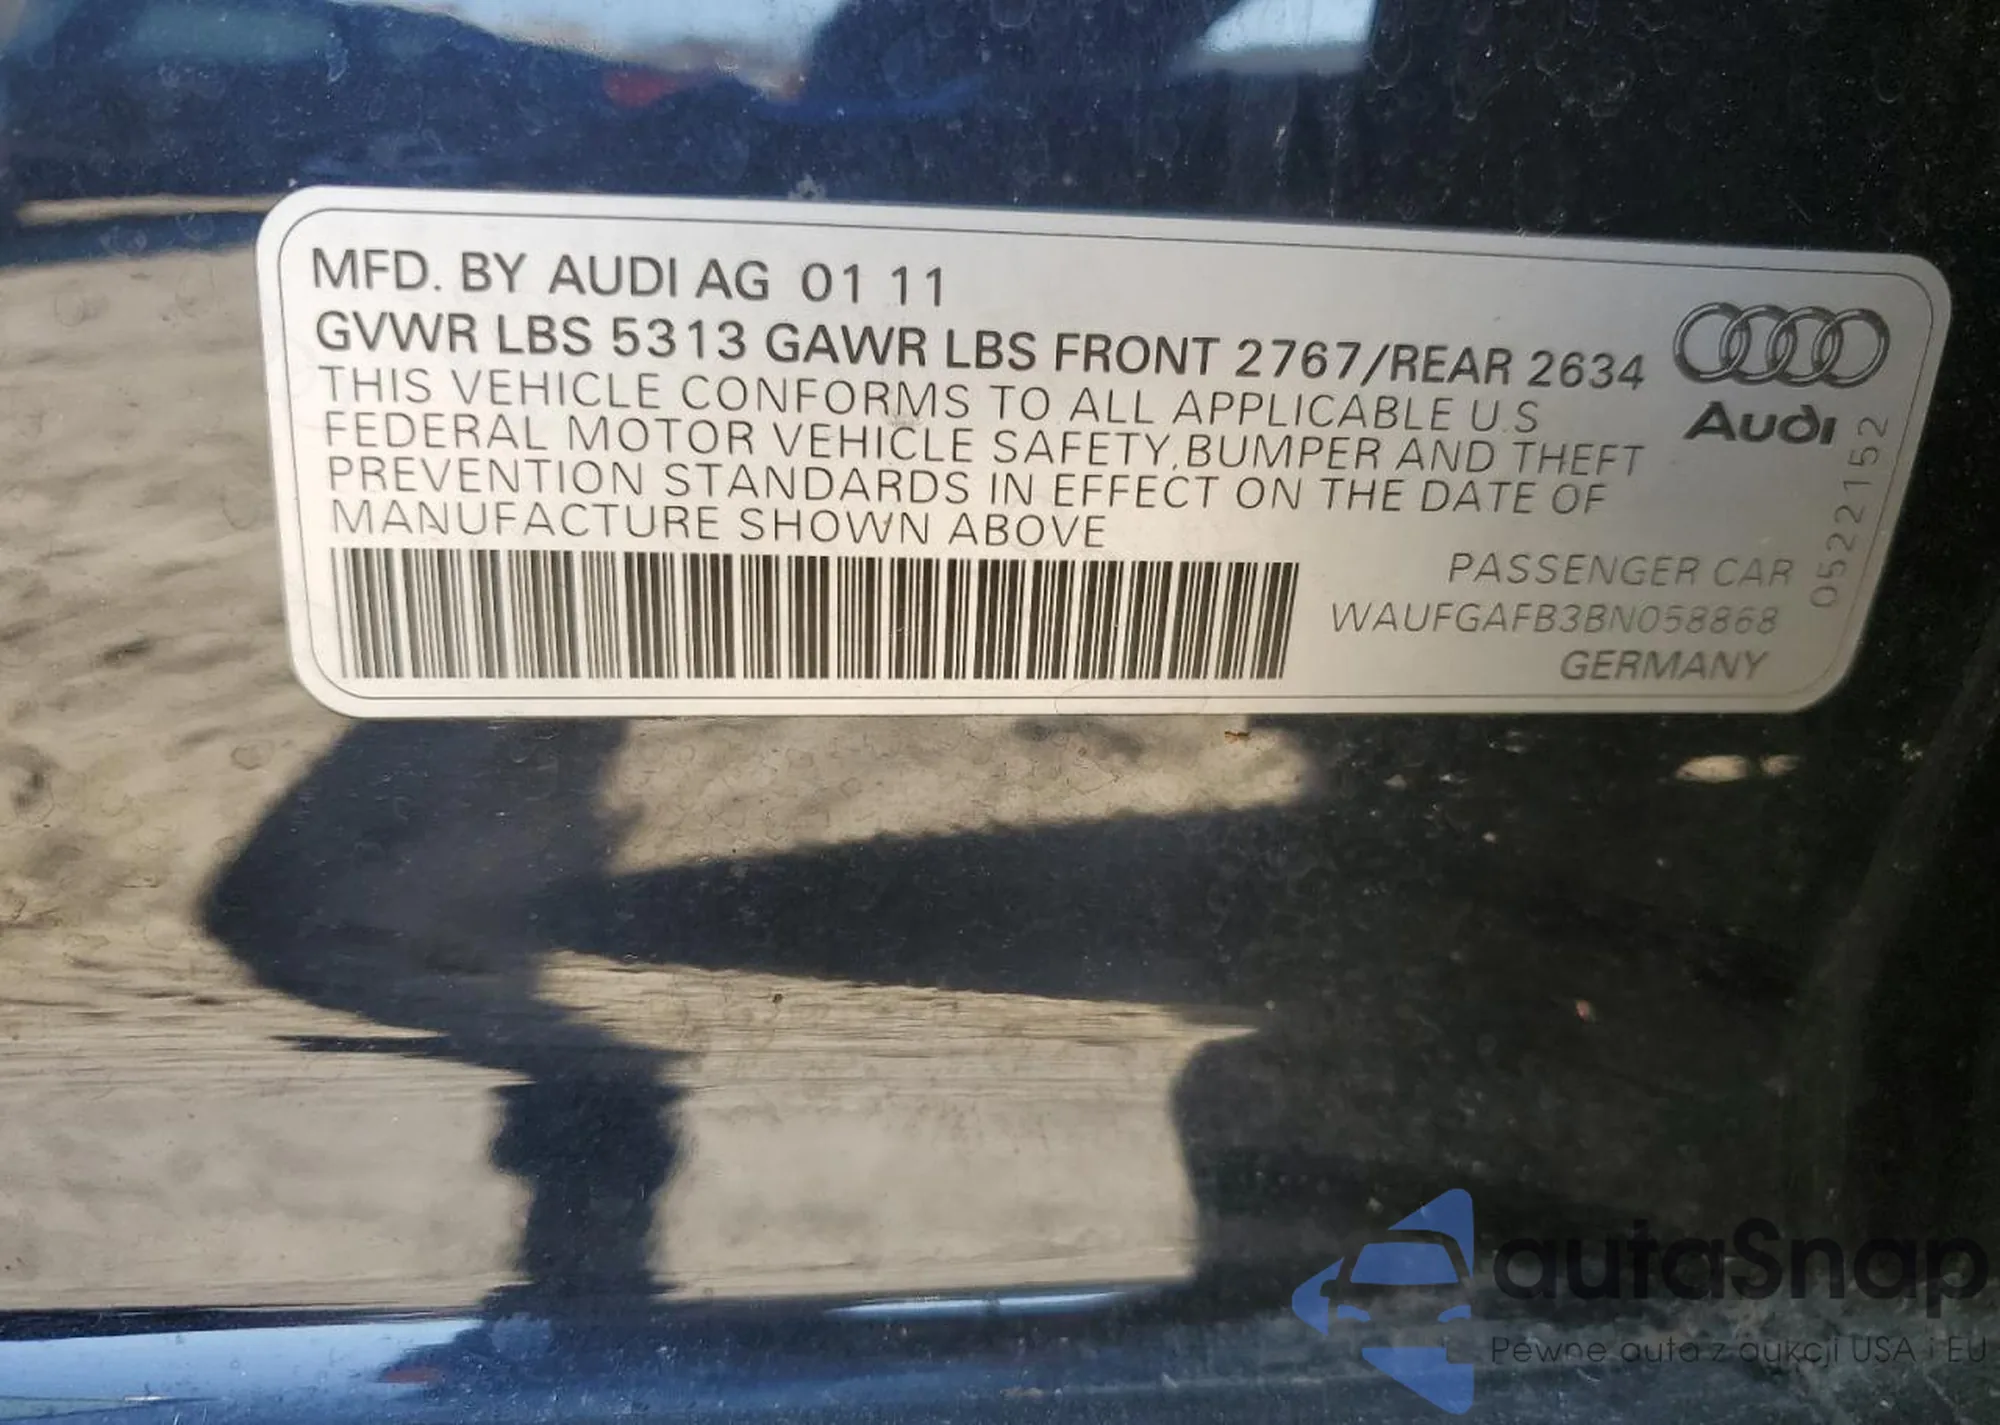 MFD. BY AUDI AG 01 11
GVWR LBS 5313 GAWR LBS FRONT 2767/REAR 2634
THIS VEHICLE CONFORMS TO ALL APPLICABLE U.S
FEDERAL MOTOR VEHICLE SAFETY,BUMPER AND THEFT
PREVENTION STANDARDS IN EFFECT ON THE DATE OF
MANUFACTURE SHOWN ABOVE
Audi
0522152
PASSENGER CAR
WAUFGAFB3BN058868
GERMANY
autaSnap
Pewne auta z aukcji USA i EU